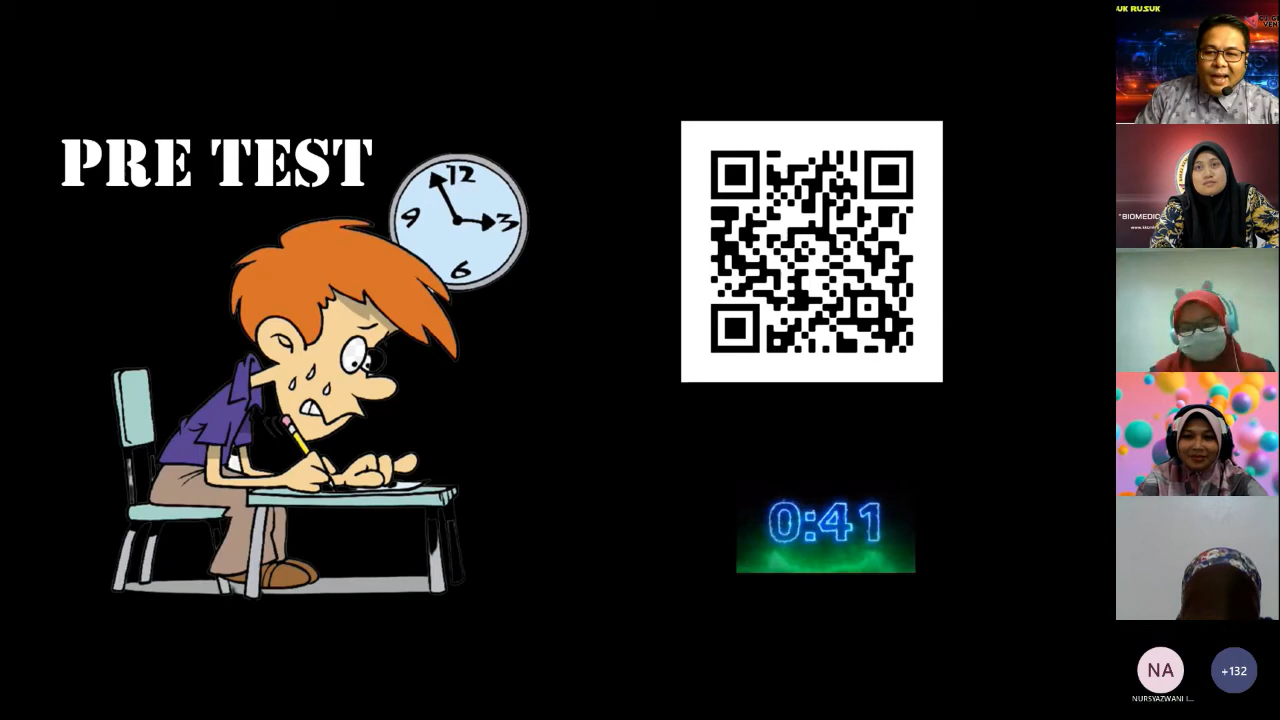 PRE TEST
12
9
3
6
0:41
UK RUSUK
"BIOMEDIC
NA
+132
NURSYAZWANI I...